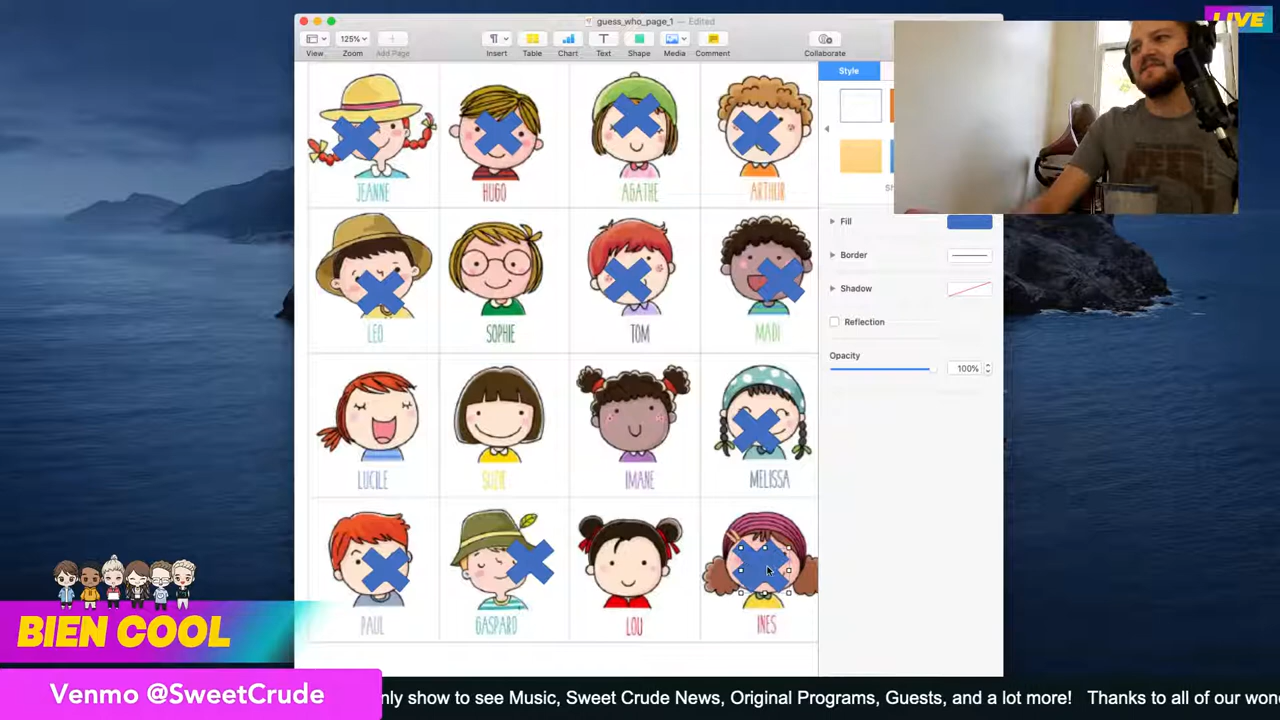 guess_who_page_1 — Edited
LIVE
125%
View
Zoom
Add Page
Insert
Table
Chart
Text
Shape
Media
Comment
Collaborate
Style
JEANNE
HUGO
AGATHE
ARTHUR
Fill
LEO
SOPHIE
TOM
MADI
Border
Shadow
Reflection
Opacity
100%
LUCILE
SUZIE
IMANE
MELISSA
PAUL
GASPARD
LOU
INES
BIEN COOL
Venmo @SweetCrude
show to see Music, Sweet Crude News, Original Programs, Guests, and a lot more! Thanks to all of our